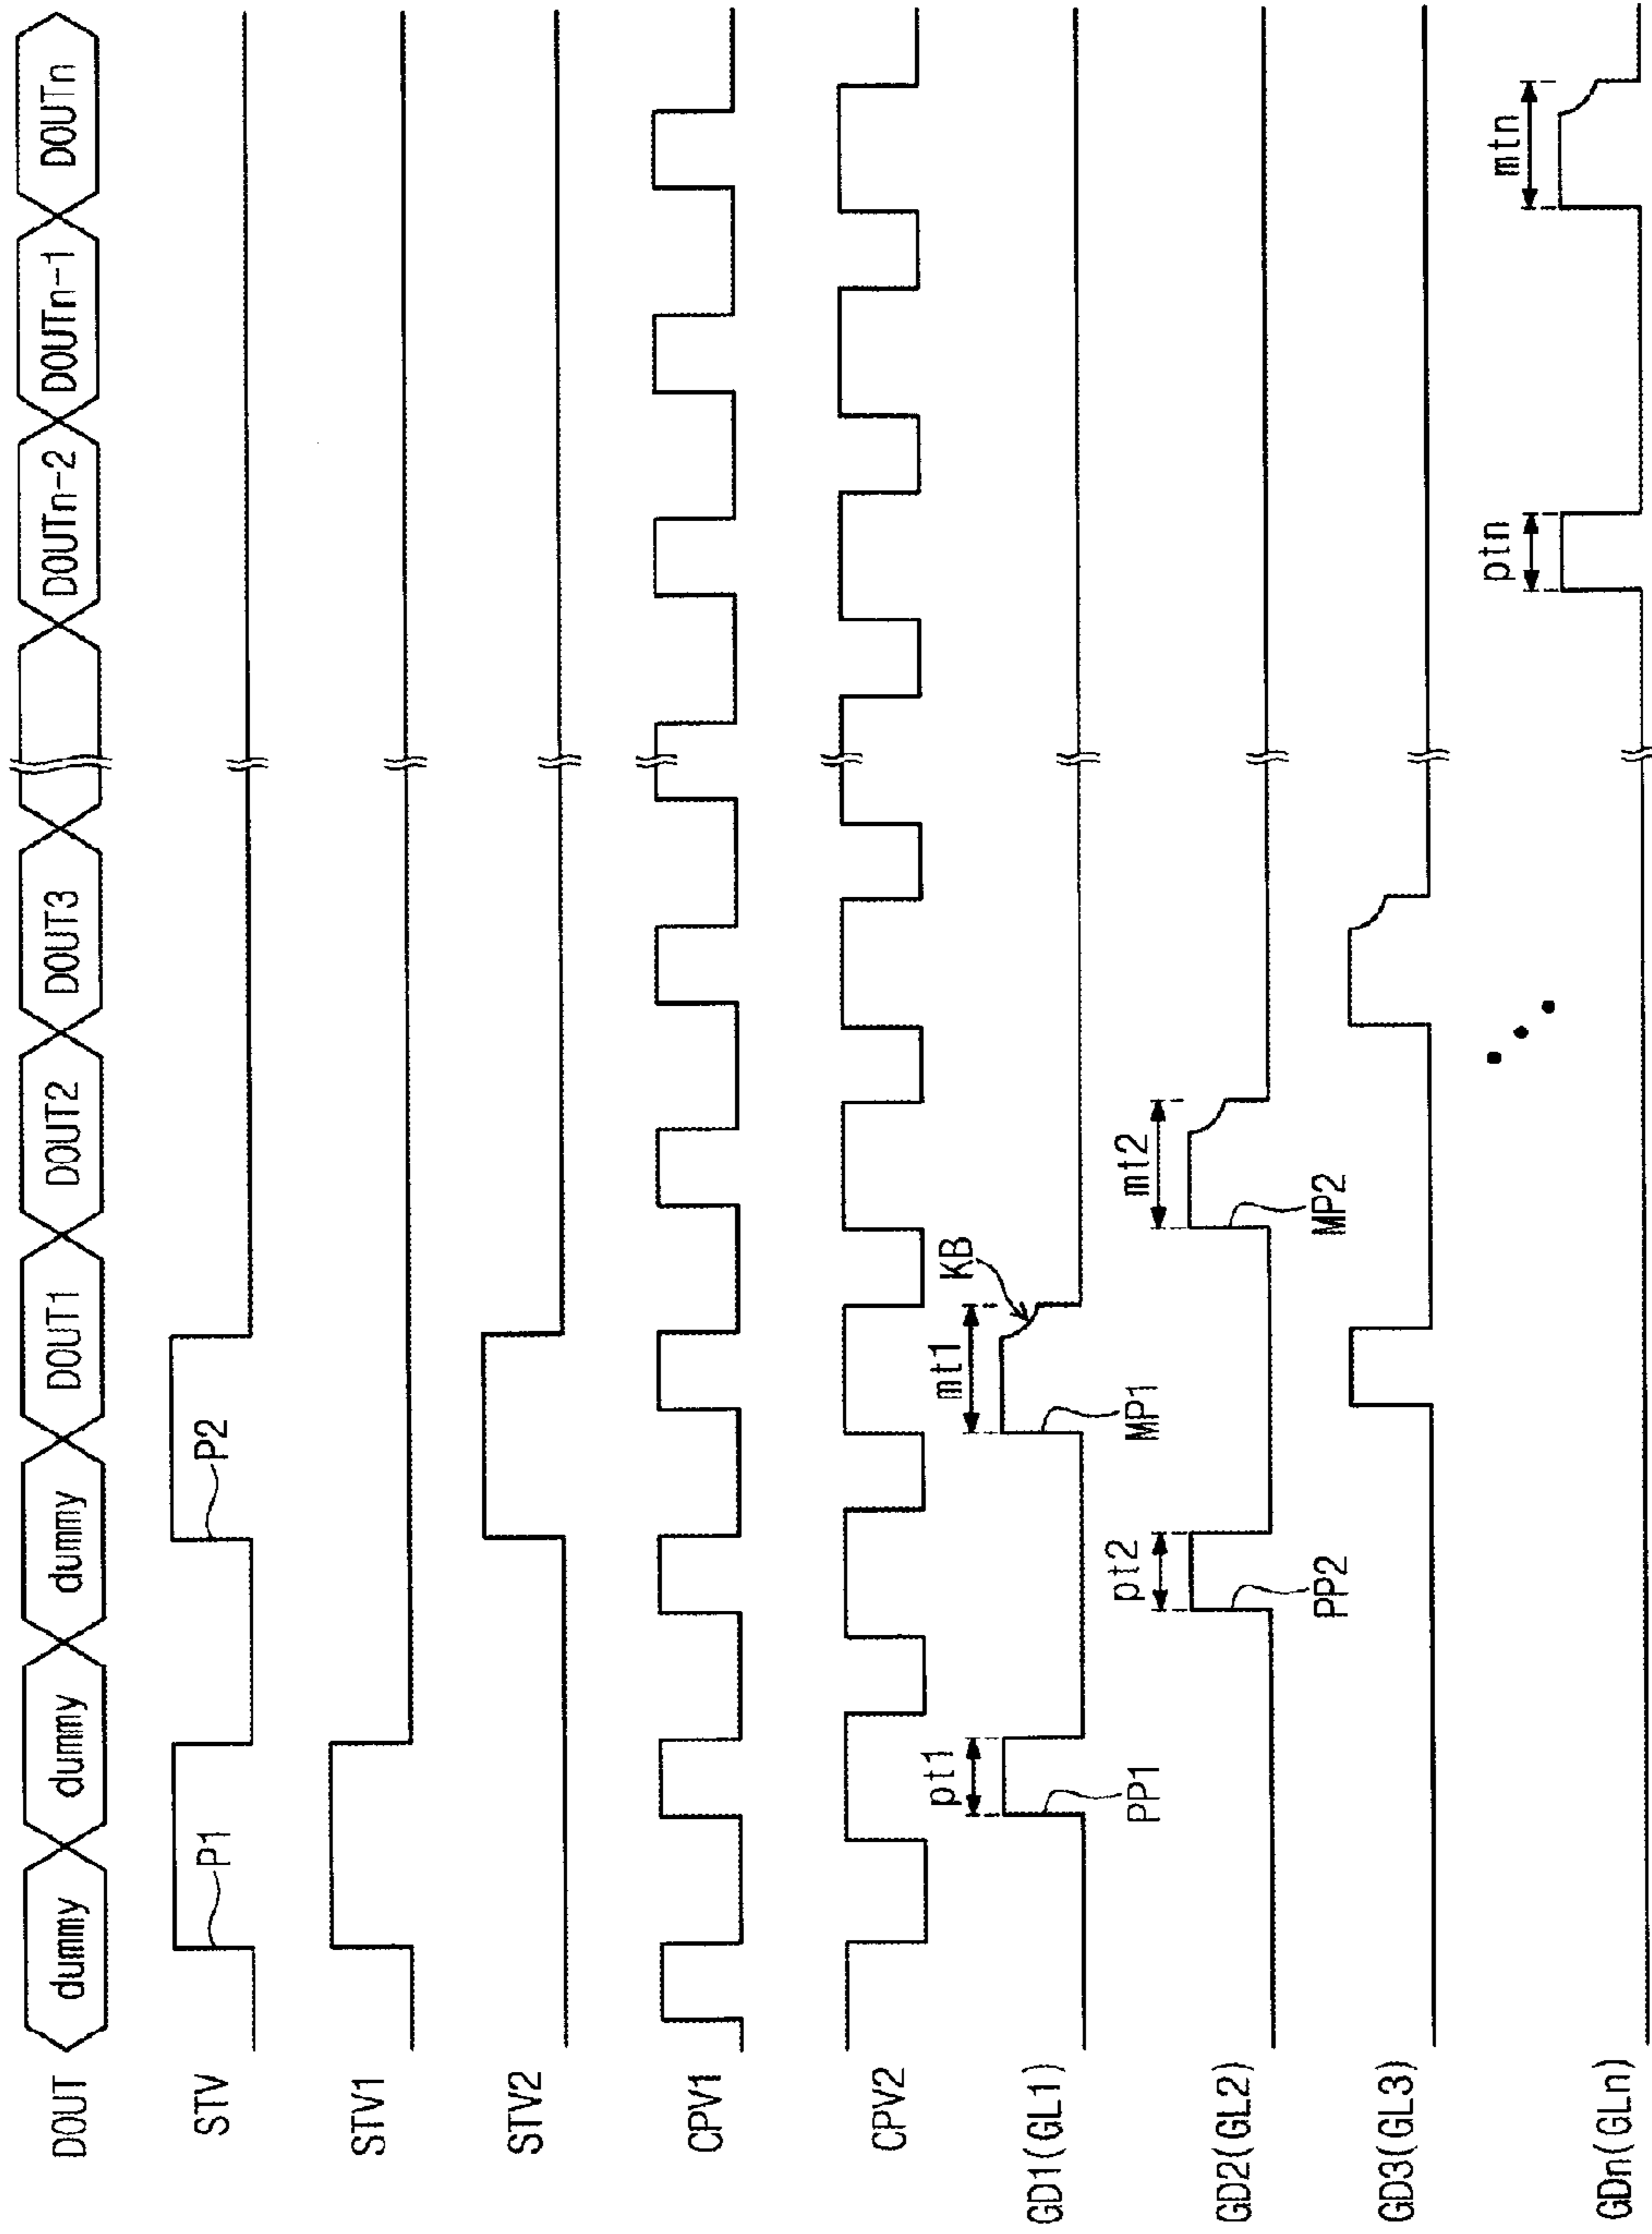 DOUT dummy dummy dummy DOUT1 DOUT2 DOUT3 DOUTn-2 DOUTn-1 DOUTn
STV P1 P2
STV1
STV2
CPV1
CPV2
GD1(GL1) pt1 PP1 mt1 MP1 KB
GD2(GL2) pt2 PP2 mt2 MP2
GD3(GL3)
GDn(GLn) ptn mtn